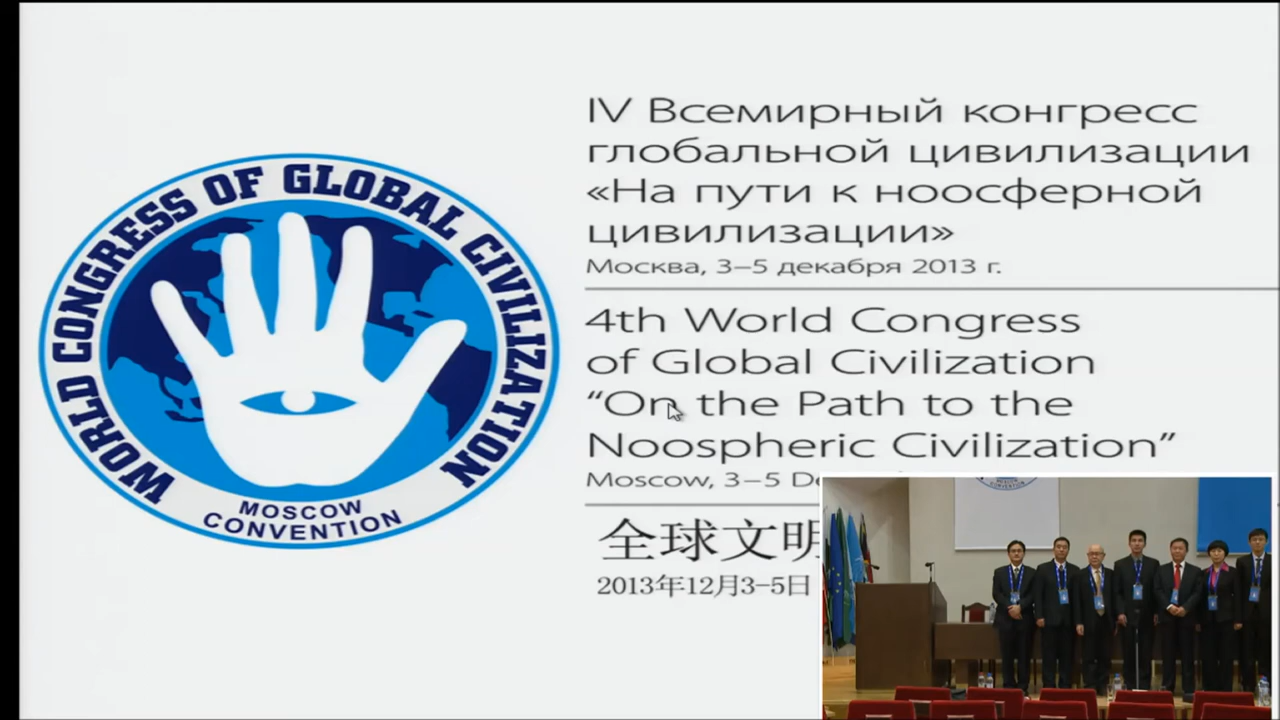 WORLD CONGRESS OF GLOBAL CIVILIZATION
MOSCOW
CONVENTION
IV Всемирный конгресс
глобальной цивилизации
«На пути к ноосферной
цивилизации»
Москва, 3–5 декабря 2013 г.
4th World Congress
of Global Civilization
“On the Path to the
Noospheric Civilization”
Moscow, 3–5
全球文明
2013年12月3–5日